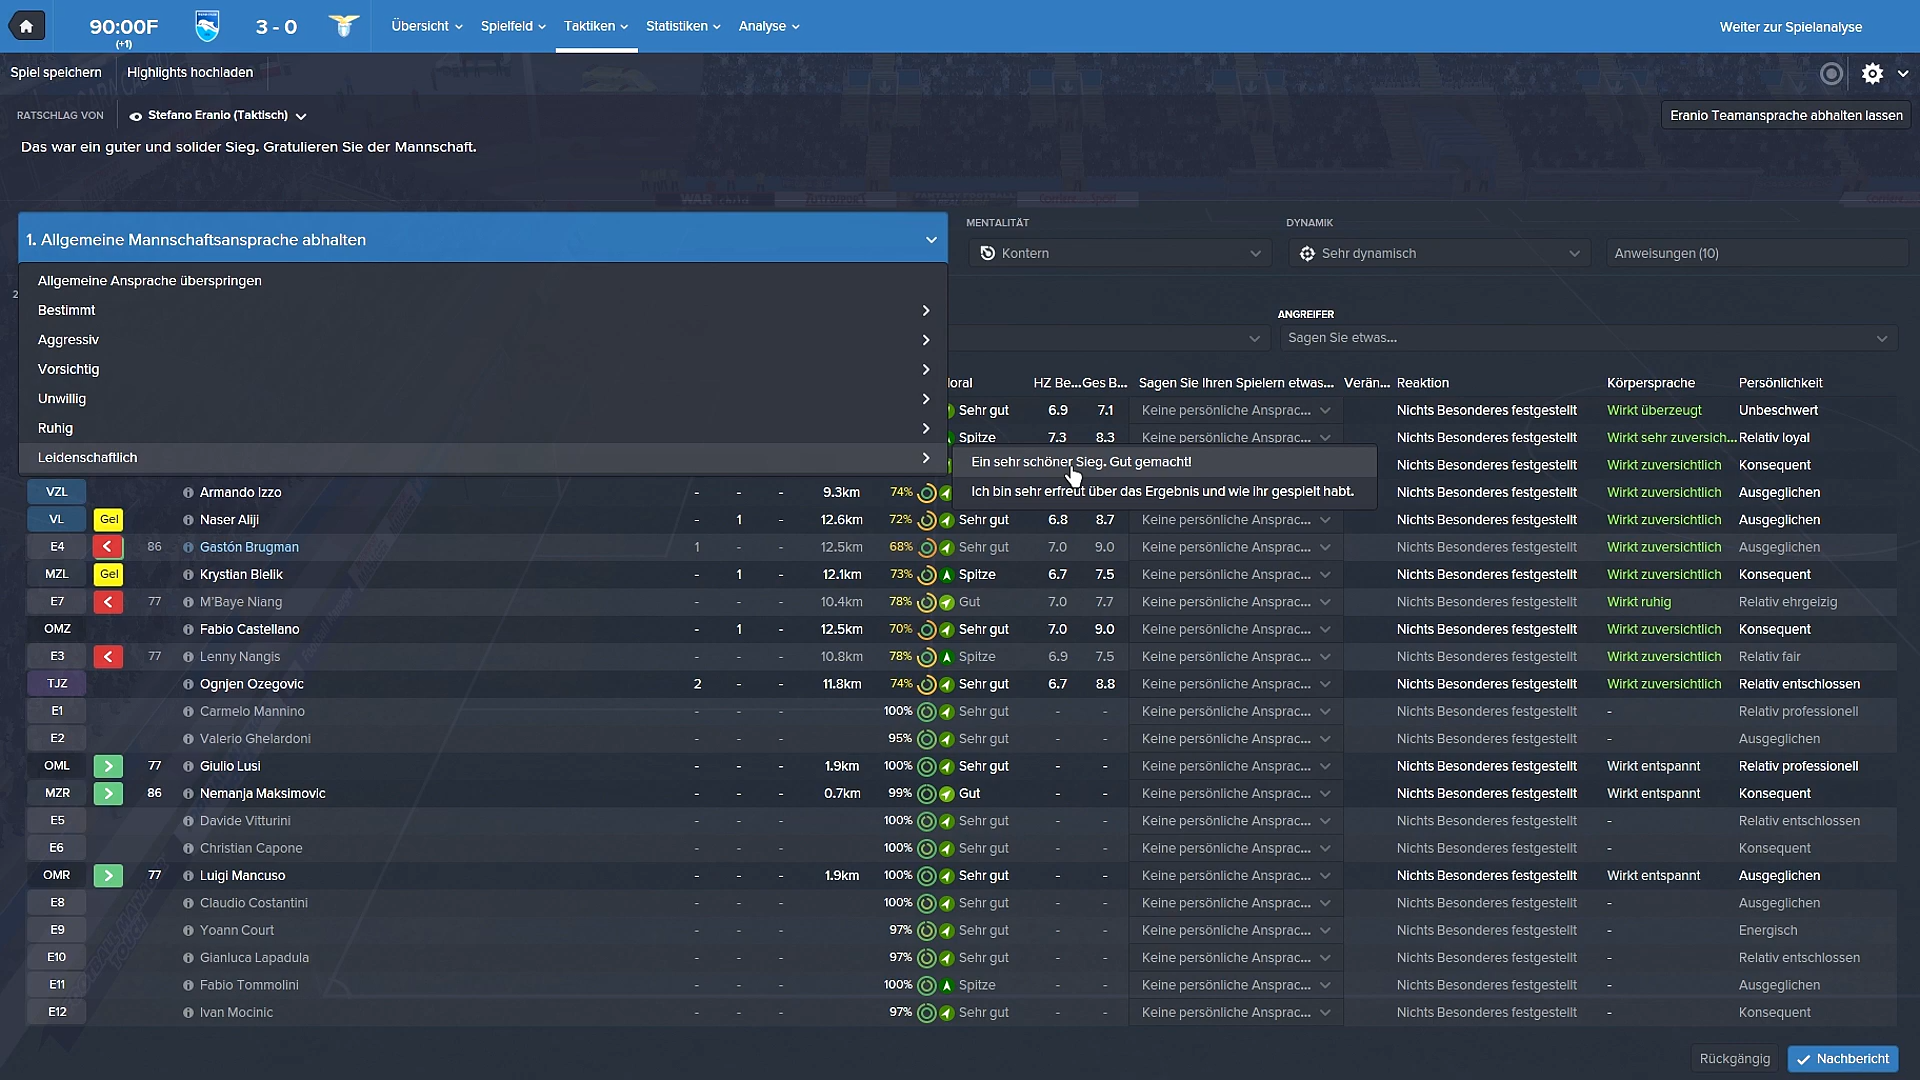 90:00F
(+1)
3 - 0
Übersicht
Spielfeld
Taktiken
Statistiken
Analyse
Weiter zur Spielanalyse
Spiel speichern
Highlights hochladen
RATSCHLAG VON
Stefano Eranio (Taktisch)
Eranio Teamansprache abhalten lassen
Das war ein guter und solider Sieg. Gratulieren Sie der Mannschaft.
1. Allgemeine Mannschaftsansprache abhalten
MENTALITÄT
Kontern
DYNAMIK
Sehr dynamisch
Anweisungen (10)
Allgemeine Ansprache überspringen
Bestimmt
Aggressiv
Vorsichtig
Unwillig
Ruhig
Leidenschaftlich
Ein sehr schöner Sieg. Gut gemacht!
Ich bin sehr erfreut über das Ergebnis und wie ihr gespielt habt.
2
ANGREIFER
Sagen Sie etwas...
oral HZ Be... Ges B... Sagen Sie Ihren Spielern etwas... Verän... Reaktion Körpersprache Persönlichkeit
Sehr gut 6.9 7.1 Keine persönliche Ansprac... Nichts Besonderes festgestellt Wirkt überzeugt Unbeschwert
Spitze 7.3 8.3 Keine persönliche Ansprac... Nichts Besonderes festgestellt Wirkt sehr zuversich... Relativ loyal
Nichts Besonderes festgestellt Wirkt zuversichtlich Konsequent
VZL Armando Izzo - - - 9.3km 74% Nichts Besonderes festgestellt Wirkt zuversichtlich Ausgeglichen
VL Gel Naser Aliji - 1 - 12.6km 72% Sehr gut 6.8 8.7 Keine persönliche Ansprac... Nichts Besonderes festgestellt Wirkt zuversichtlich Ausgeglichen
E4 86 Gastón Brugman 1 - - 12.5km 68% Sehr gut 7.0 9.0 Keine persönliche Ansprac... Nichts Besonderes festgestellt Wirkt zuversichtlich Ausgeglichen
MZL Gel Krystian Bielik - 1 - 12.1km 73% Spitze 6.7 7.5 Keine persönliche Ansprac... Nichts Besonderes festgestellt Wirkt zuversichtlich Konsequent
E7 77 M'Baye Niang - - - 10.4km 78% Gut 7.0 7.7 Keine persönliche Ansprac... Nichts Besonderes festgestellt Wirkt ruhig Relativ ehrgeizig
OMZ Fabio Castellano - 1 - 12.5km 70% Sehr gut 7.0 9.0 Keine persönliche Ansprac... Nichts Besonderes festgestellt Wirkt zuversichtlich Konsequent
E3 77 Lenny Nangis - - - 10.8km 78% Spitze 6.9 7.5 Keine persönliche Ansprac... Nichts Besonderes festgestellt Wirkt zuversichtlich Relativ fair
TJZ Ognjen Ozegovic 2 - - 11.8km 74% Sehr gut 6.7 8.8 Keine persönliche Ansprac... Nichts Besonderes festgestellt Wirkt zuversichtlich Relativ entschlossen
E1 Carmelo Mannino - - - 100% Sehr gut - - Keine persönliche Ansprac... Nichts Besonderes festgestellt - Relativ professionell
E2 Valerio Ghelardoni - - - 95% Sehr gut - - Keine persönliche Ansprac... Nichts Besonderes festgestellt - Ausgeglichen
OML 77 Giulio Lusi - - - 1.9km 100% Sehr gut - - Keine persönliche Ansprac... Nichts Besonderes festgestellt Wirkt entspannt Relativ professionell
MZR 86 Nemanja Maksimovic - - - 0.7km 99% Gut - - Keine persönliche Ansprac... Nichts Besonderes festgestellt Wirkt entspannt Konsequent
E5 Davide Vitturini - - - 100% Sehr gut - - Keine persönliche Ansprac... Nichts Besonderes festgestellt - Relativ entschlossen
E6 Christian Capone - - - 100% Sehr gut - - Keine persönliche Ansprac... Nichts Besonderes festgestellt - Konsequent
OMR 77 Luigi Mancuso - - - 1.9km 100% Sehr gut - - Keine persönliche Ansprac... Nichts Besonderes festgestellt Wirkt entspannt Ausgeglichen
E8 Claudio Costantini - - - 100% Sehr gut - - Keine persönliche Ansprac... Nichts Besonderes festgestellt - Ausgeglichen
E9 Yoann Court - - - 97% Sehr gut - - Keine persönliche Ansprac... Nichts Besonderes festgestellt - Energisch
E10 Gianluca Lapadula - - - 97% Sehr gut - - Keine persönliche Ansprac... Nichts Besonderes festgestellt - Relativ entschlossen
E11 Fabio Tommolini - - - 100% Spitze - - Keine persönliche Ansprac... Nichts Besonderes festgestellt - Ausgeglichen
E12 Ivan Mocinic - - - 97% Sehr gut - - Keine persönliche Ansprac... Nichts Besonderes festgestellt - Konsequent
Rückgängig
Nachbericht